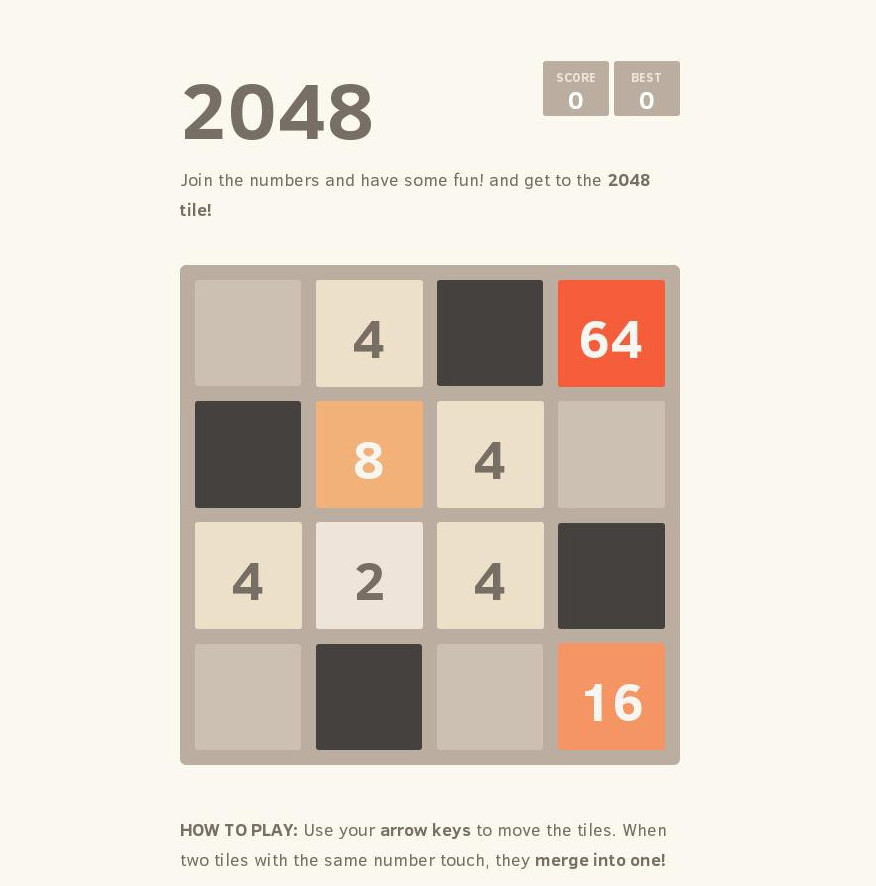 2048
SCORE
0
BEST
0
Join the numbers and have some fun! and get to the 2048
tile!
4
64
8
4
4
2
4
16
HOW TO PLAY: Use your arrow keys to move the tiles. When
two tiles with the same number touch, they merge into one!